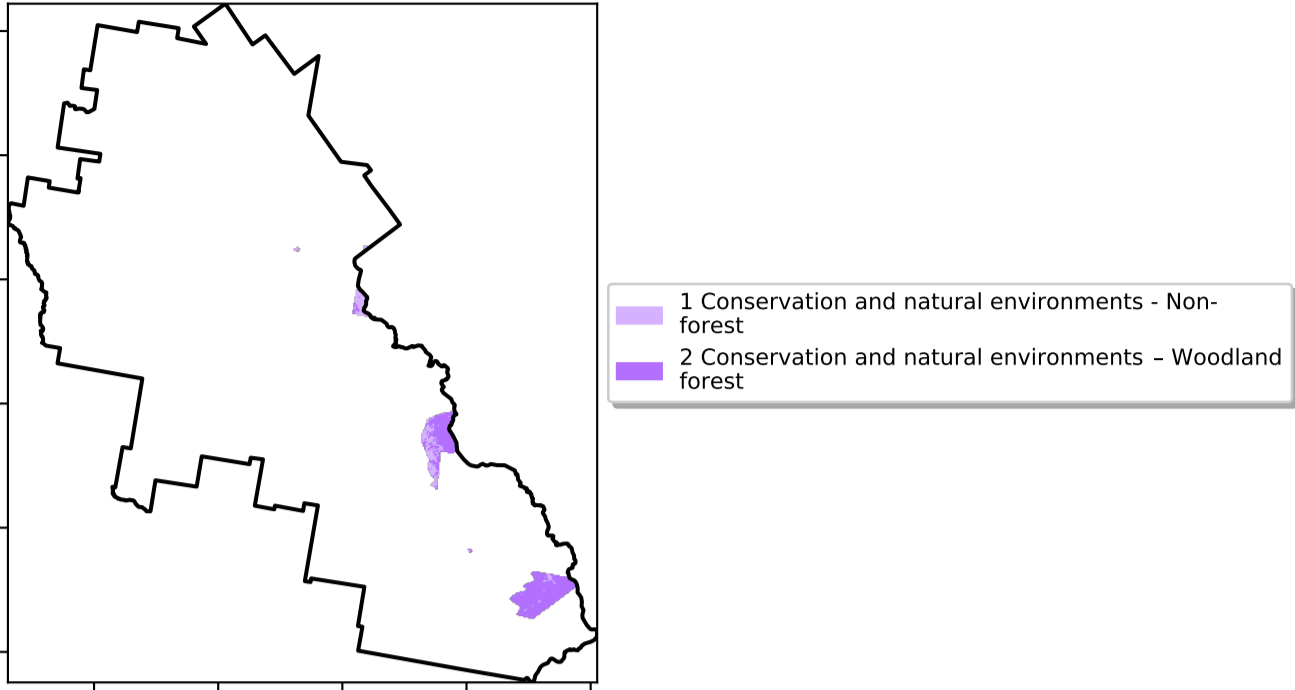 1 Conservation and natural environments - Non-
forest
2 Conservation and natural environments – Woodland
forest